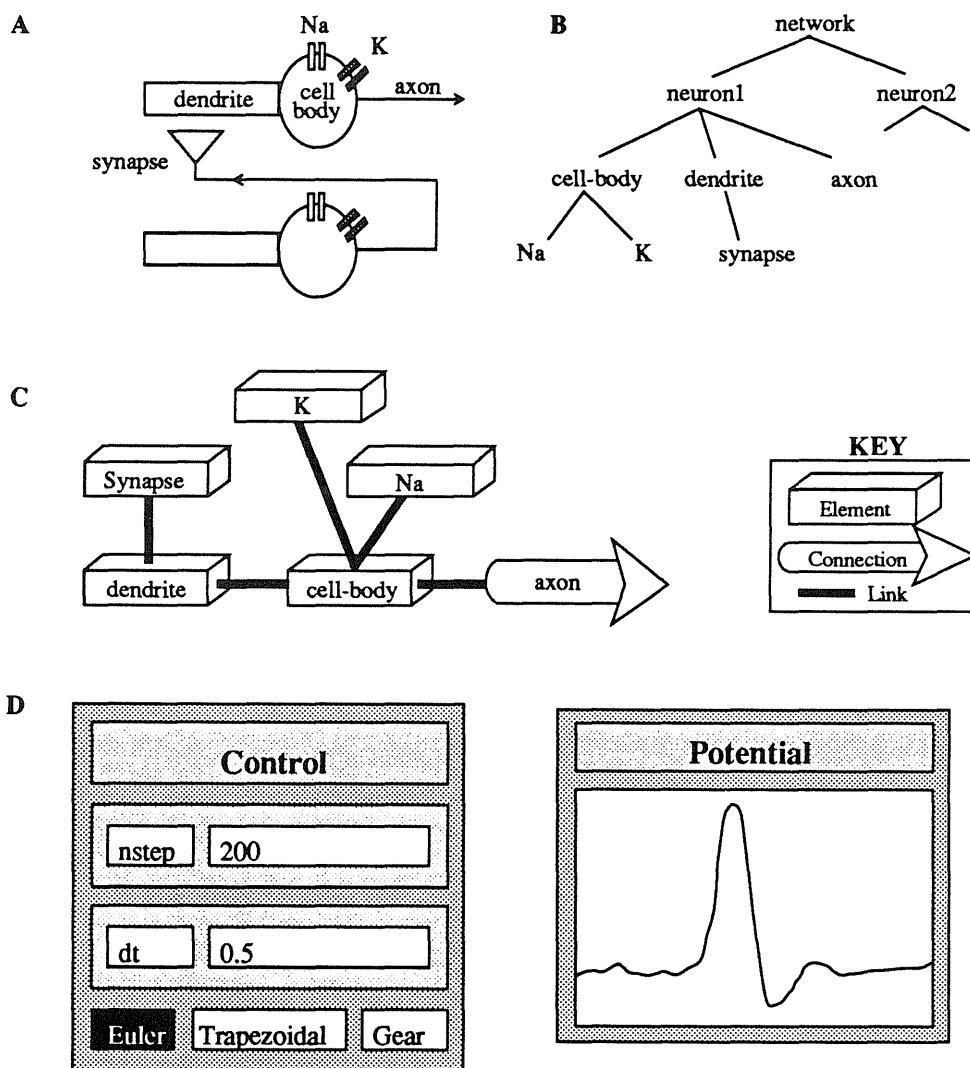 A
Na
K
dendrite
cell
body
axon
synapse
B
network
neuron1 neuron2
cell-body dendrite axon
Na K synapse
C
K
Synapse
Na
dendrite
cell-body
axon
KEY
Element
Connection
Link
D
Control
nstep 200
dt 0.5
Euler Trapezoidal Gear
Potential